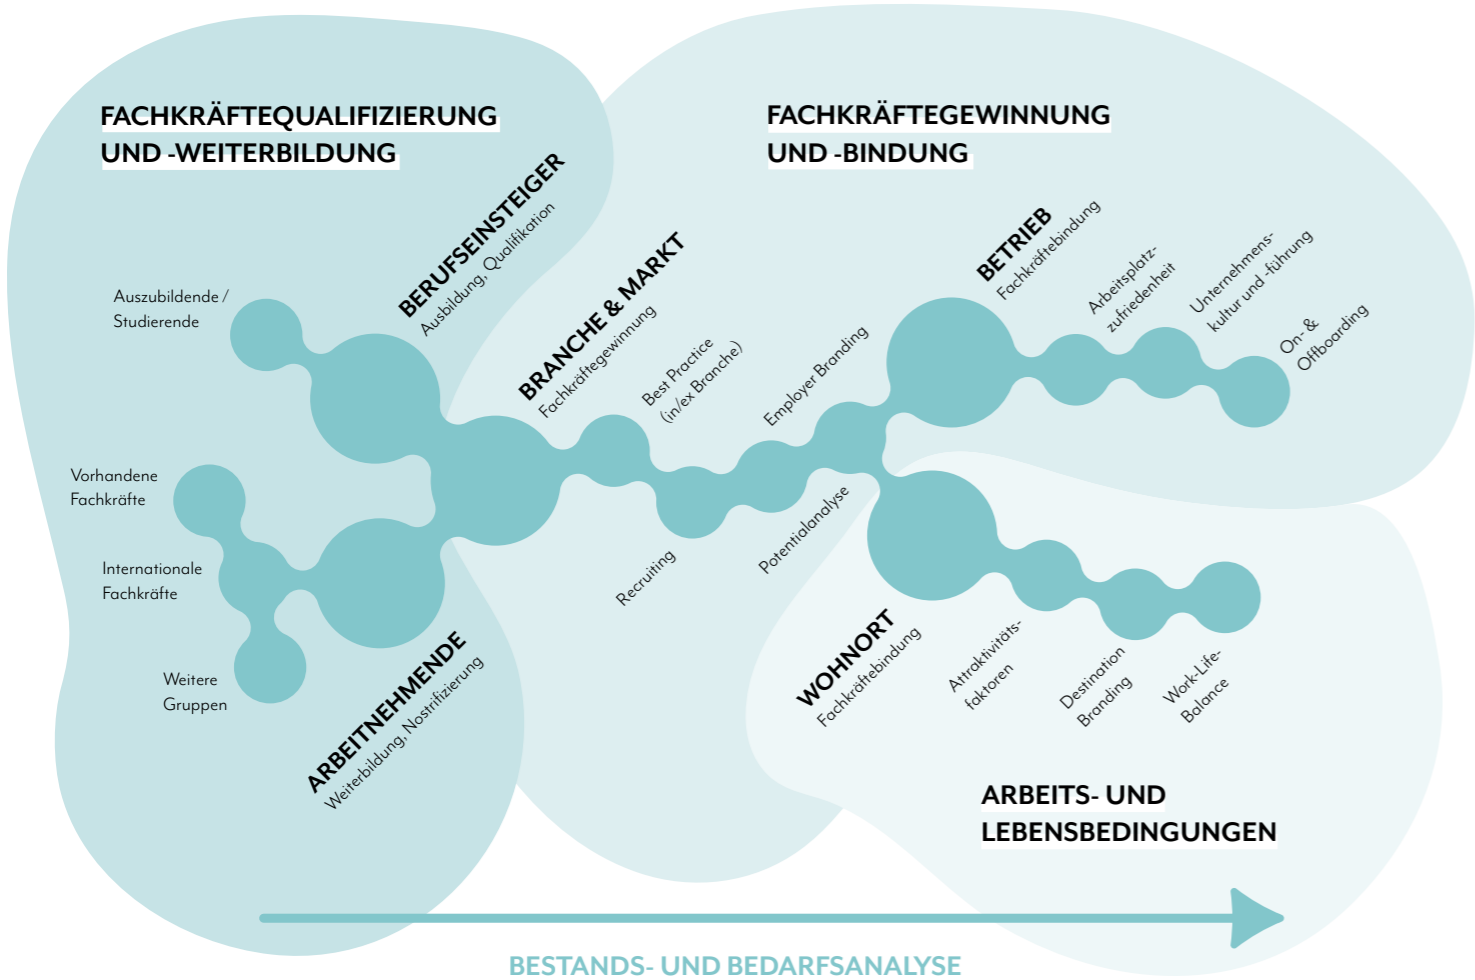 FACHKRÄFTEQUALIFIZIERUNG
UND -WEITERBILDUNG
FACHKRÄFTEGEWINNUNG
UND -BINDUNG
BERUFSEINSTEIGER
Ausbildung, Qualifikation
Auszubildende /
Studierende
BRANCHE & MARKT
Fachkräftegewinnung
Best Practice
(in/ex Branche)
Employer Branding
BETRIEB
Fachkräftebindung
Arbeitsplatz-
zufriedenheit
Unternehmens-
kultur und -führung
On- &
Offboarding
Vorhandene
Fachkräfte
Internationale
Fachkräfte
Weitere
Gruppen
ARBEITNEHMENDE
Weiterbildung, Nostrifizierung
Recruiting
Potentialanalyse
WOHNORT
Fachkräftebindung
Attraktivitäts-
faktoren
Destination
Branding
Work-Life-
Balance
ARBEITS- UND
LEBENSBEDINGUNGEN
BESTANDS- UND BEDARFSANALYSE